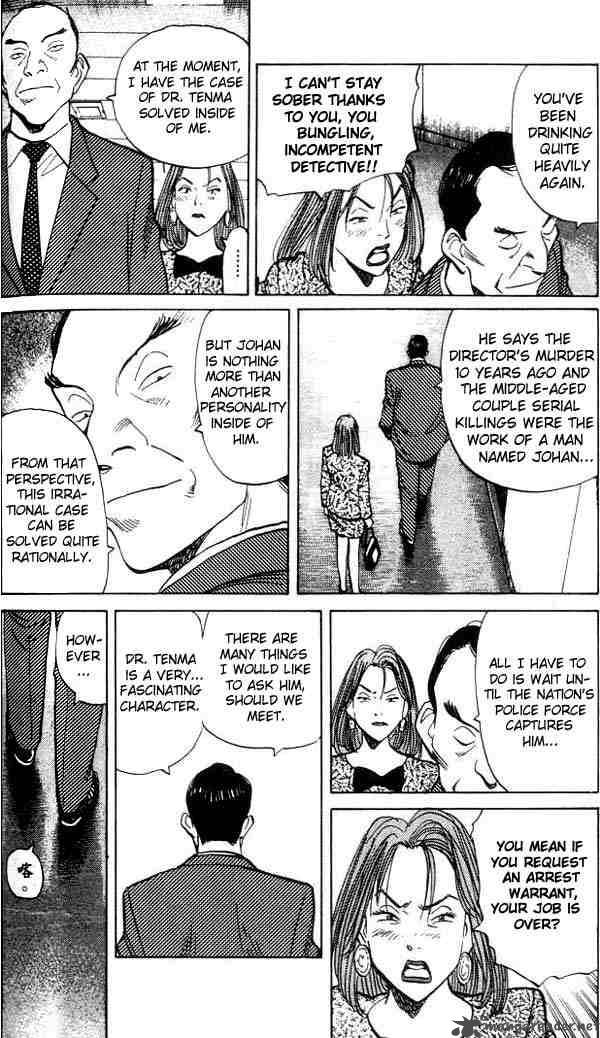 YOU'VE
BEEN
DRINKING
QUITE
HEAVILY
AGAIN.
I CAN'T STAY
SOBER THANKS
TO YOU, YOU
BUNGLING,
INCOMPETENT
DETECTIVE!!
AT THE MOMENT,
I HAVE THE CASE
OF DR. TENMA
SOLVED INSIDE
OF ME.
......
HE SAYS THE
DIRECTOR'S MURDER
10 YEARS AGO AND
THE MIDDLE-AGED
COUPLE SERIAL
KILLINGS WERE THE
WORK OF A MAN
NAMED JOHAN...
BUT JOHAN
IS NOTHING
MORE THAN
ANOTHER
PERSONALITY
INSIDE OF
HIM.
FROM THAT
PERSPECTIVE,
THIS IRRA-
TIONAL CASE
CAN BE
SOLVED QUITE
RATIONALLY.
ALL I HAVE TO
DO IS WAIT UN-
TIL THE NATION'S
POLICE FORCE
CAPTURES
HIM...
YOU MEAN IF
YOU REQUEST
AN ARREST
WARRANT,
YOUR JOB IS
OVER?
THERE ARE
MANY THINGS
I WOULD LIKE
TO ASK HIM,
SHOULD WE
MEET.
DR. TENMA
IS A VERY...
FASCINATING
CHARACTER.
HOW-
EVER
...
喀。
mangareader.net